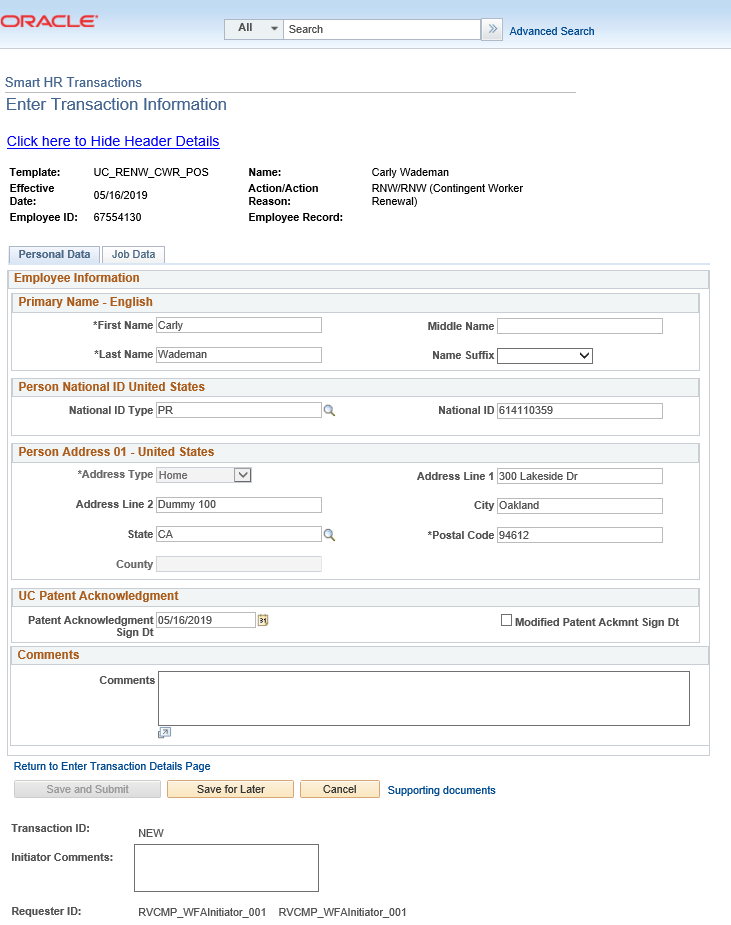 ORACLE
All Search Advanced Search
Smart HR Transactions
Enter Transaction Information
Click here to Hide Header Details
Template: UC_RENW_CWR_POS Name: Carly Wademan
Effective Date: 05/16/2019 Action/Action Reason: RNW/RNW (Contingent Worker Renewal)
Employee ID: 67554130 Employee Record:
Personal Data Job Data
Employee Information
Primary Name - English
*First Name Carly Middle Name
*Last Name Wademan Name Suffix
Person National ID United States
National ID Type PR National ID 614110359
Person Address 01 - United States
*Address Type Home Address Line 1 300 Lakeside Dr
Address Line 2 Dummy 100 City Oakland
State CA *Postal Code 94612
County
UC Patent Acknowledgment
Patent Acknowledgment Sign Dt 05/16/2019 31 Modified Patent Ackmnt Sign Dt
Comments
Comments
Return to Enter Transaction Details Page
Save and Submit Save for Later Cancel Supporting documents
Transaction ID: NEW
Initiator Comments:
Requester ID: RVCMP_WFAInitiator_001 RVCMP_WFAInitiator_001